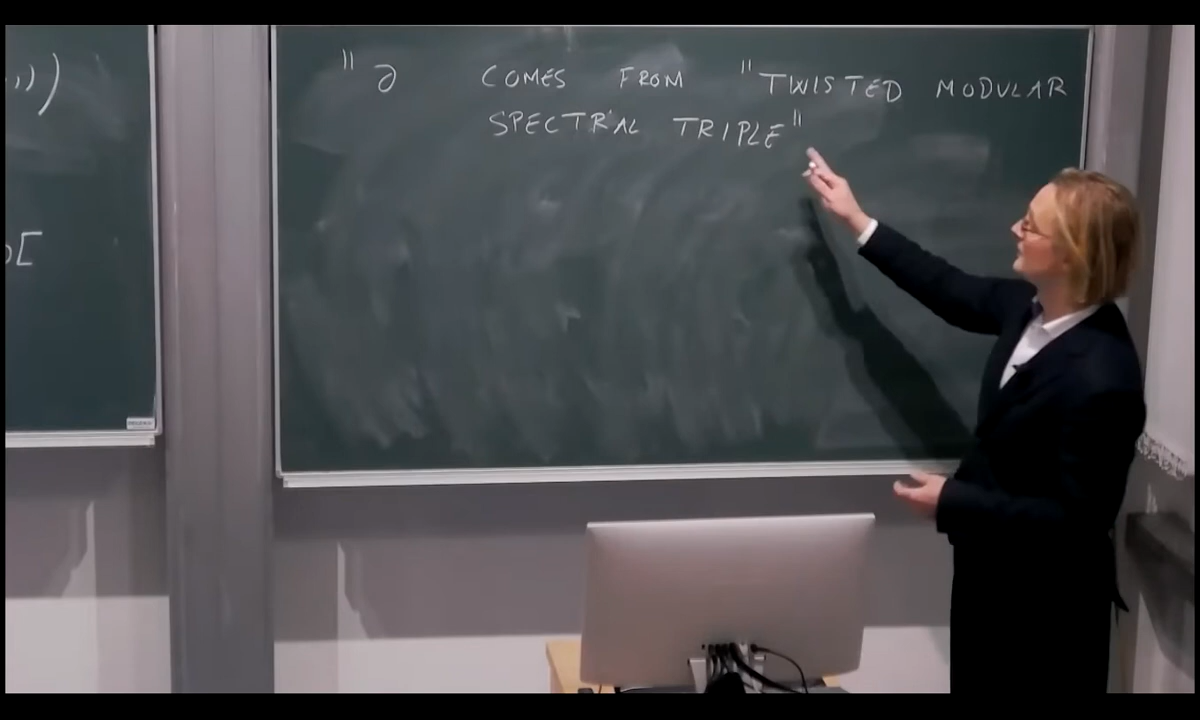 ,))
" ∂ COMES FROM "TWISTED MODULAR
SPECTRAL TRIPLE"